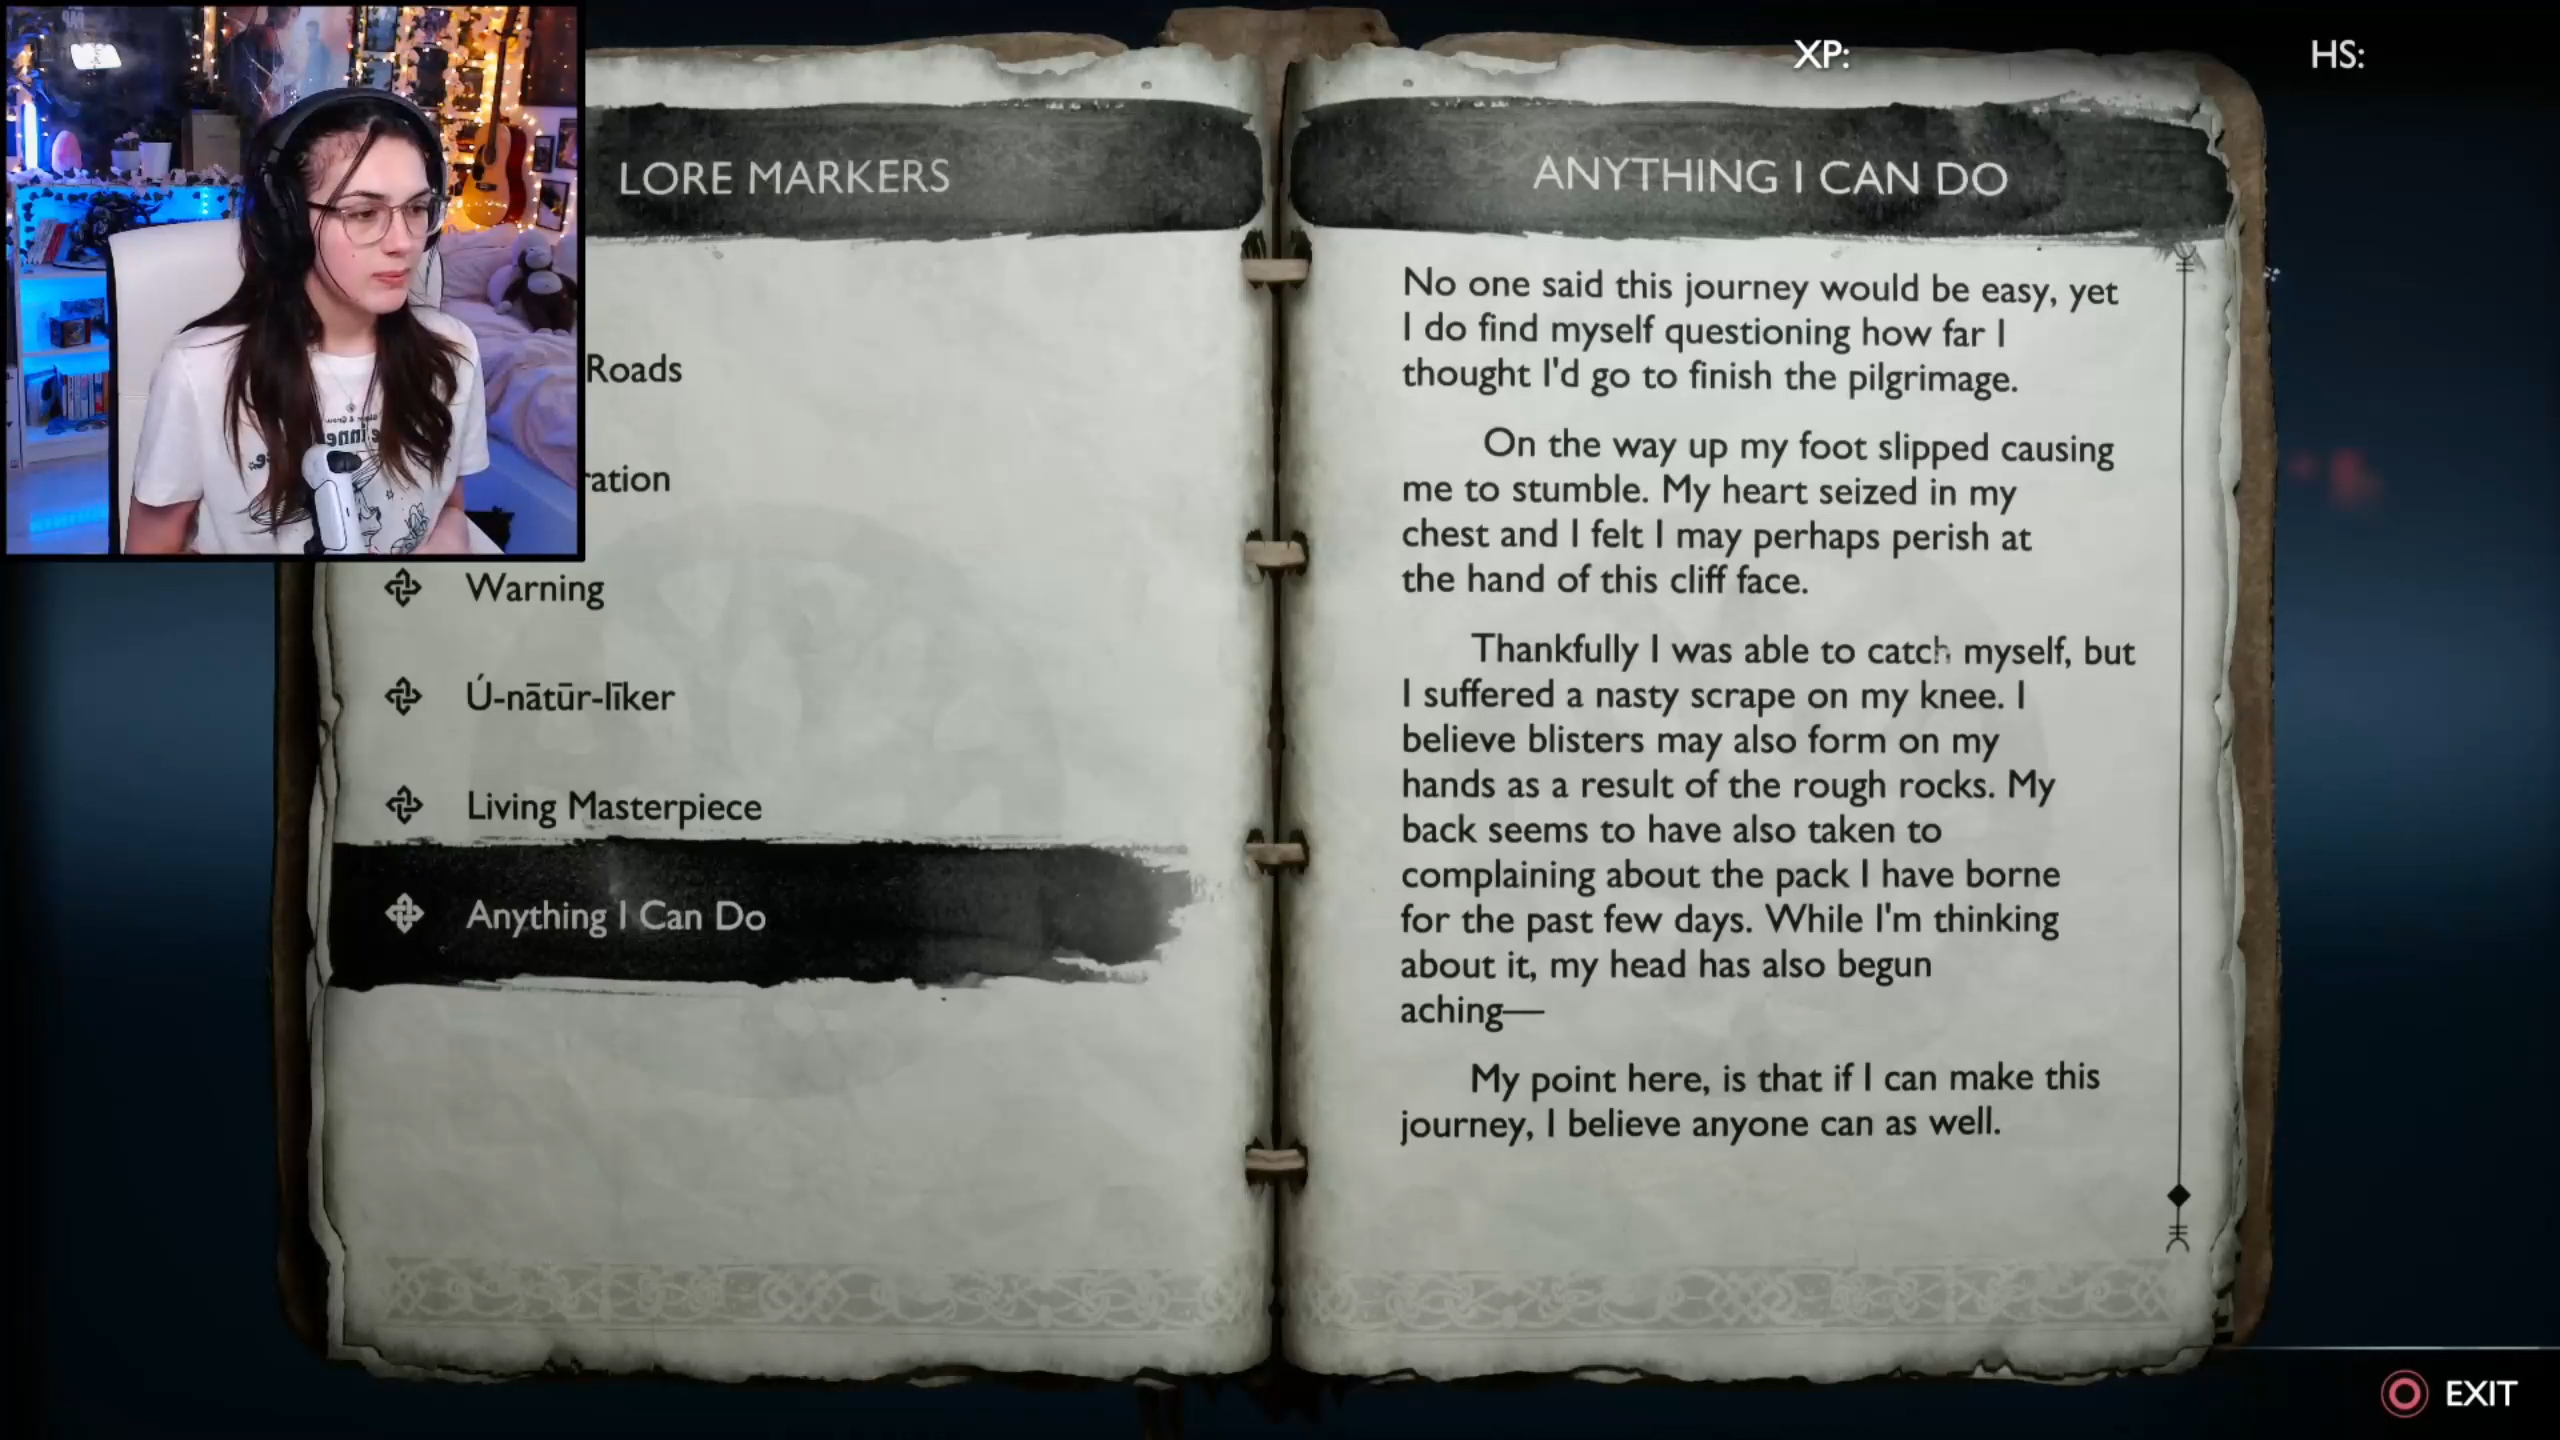 XP:
HS:
LORE MARKERS
Roads
ration
Warning
Ú-nātūr-līker
Living Masterpiece
Anything I Can Do
ANYTHING I CAN DO
No one said this journey would be easy, yet
I do find myself questioning how far I
thought I'd go to finish the pilgrimage.
On the way up my foot slipped causing
me to stumble. My heart seized in my
chest and I felt I may perhaps perish at
the hand of this cliff face.
Thankfully I was able to catch myself, but
I suffered a nasty scrape on my knee. I
believe blisters may also form on my
hands as a result of the rough rocks. My
back seems to have also taken to
complaining about the pack I have borne
for the past few days. While I'm thinking
about it, my head has also begun
aching—
My point here, is that if I can make this
journey, I believe anyone can as well.
EXIT